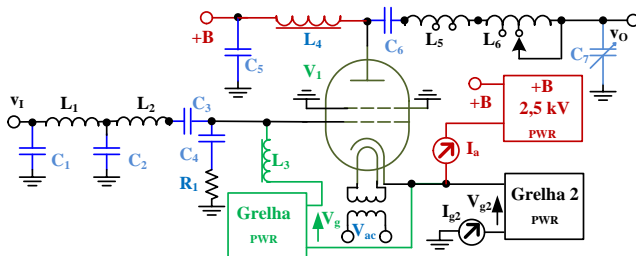 +B
L4
C5
C6
L5
L6
vO
C7
V1
+B
+B
2,5 kV
PWR
vI
L1
L2
C3
C1
C2
C4
R1
L3
Ia
Grelha
PWR
Vg
Vac
Ig2
Vg2
Grelha 2
PWR